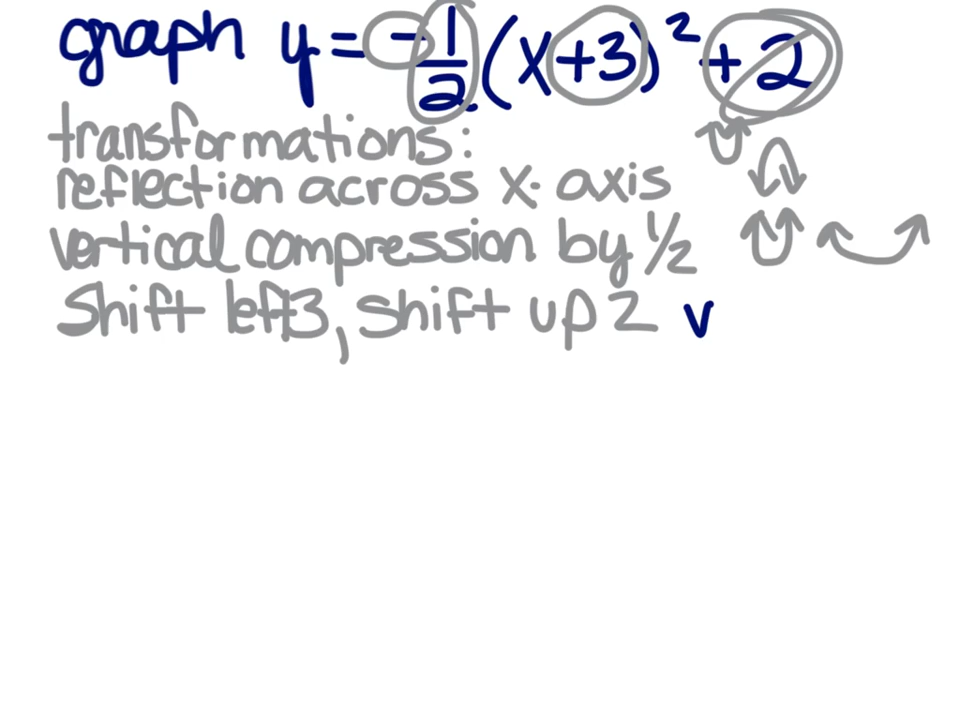 graph y = -1/2 (x+3)² + 2
transformations:
reflection across x-axis
vertical compression by 1/2
Shift left 3, shift up 2 v